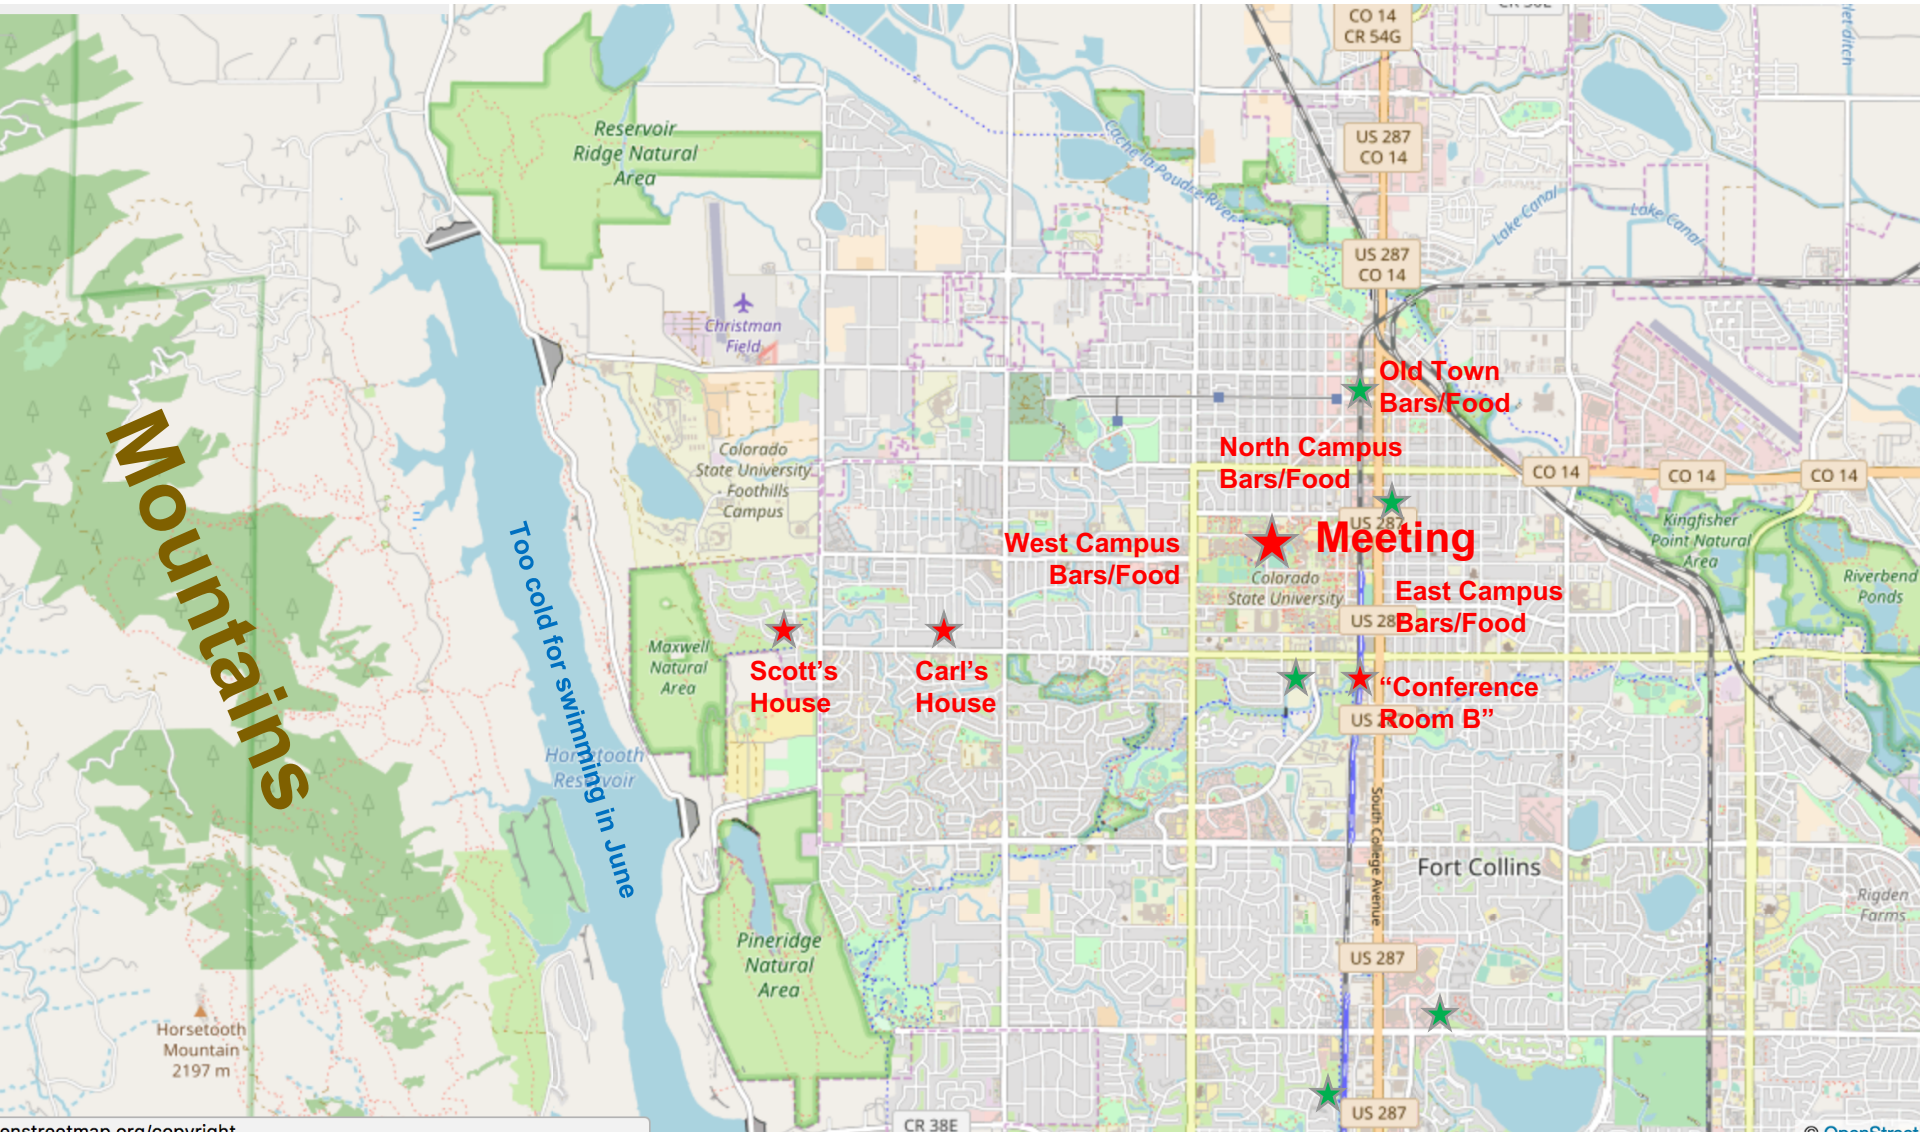 CO 14
CR 54G
US 287
CO 14
Reservoir
Ridge Natural
Area
Cache la Poudre River
Lake Canal
Lake Canal
US 287
CO 14
Christman
Field
Old Town
Bars/Food
North Campus
Bars/Food
Colorado
State University
- Foothills
Campus
CO 14
CO 14
CO 14
Mountains
Too cold for swimming in June
West Campus
Bars/Food
US 287
Meeting
Kingfisher
Point Natural
Area
Colorado
State University
East Campus
Bars/Food
Riverbend
Ponds
Maxwell
Natural
Area
Scott’s
House
Carl’s
House
“Conference
Room B”
Horsetooth
Reservoir
South College Avenue
Fort Collins
Rigden
Farms
Pineridge
Natural
Area
US 287
Horsetooth
Mountain
2197 m
US 287
CR 38E
© OpenStreet